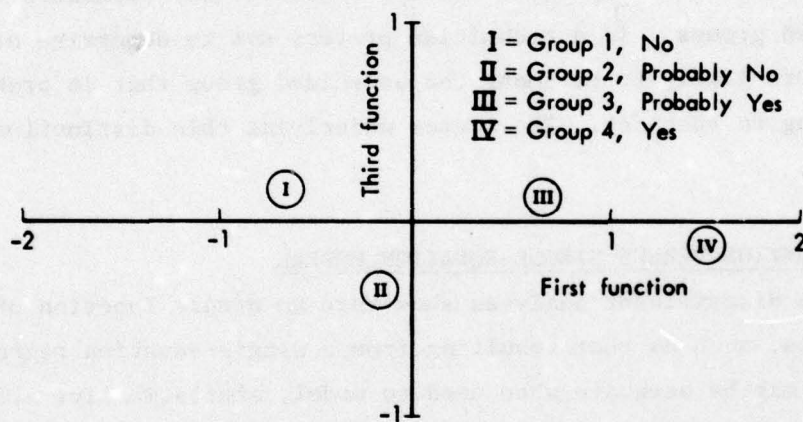 1
I = Group 1, No
II = Group 2, Probably No
III = Group 3, Probably Yes
IV = Group 4, Yes
Third function
I
III
-2
-1
1
2
IV
II
First function
-1